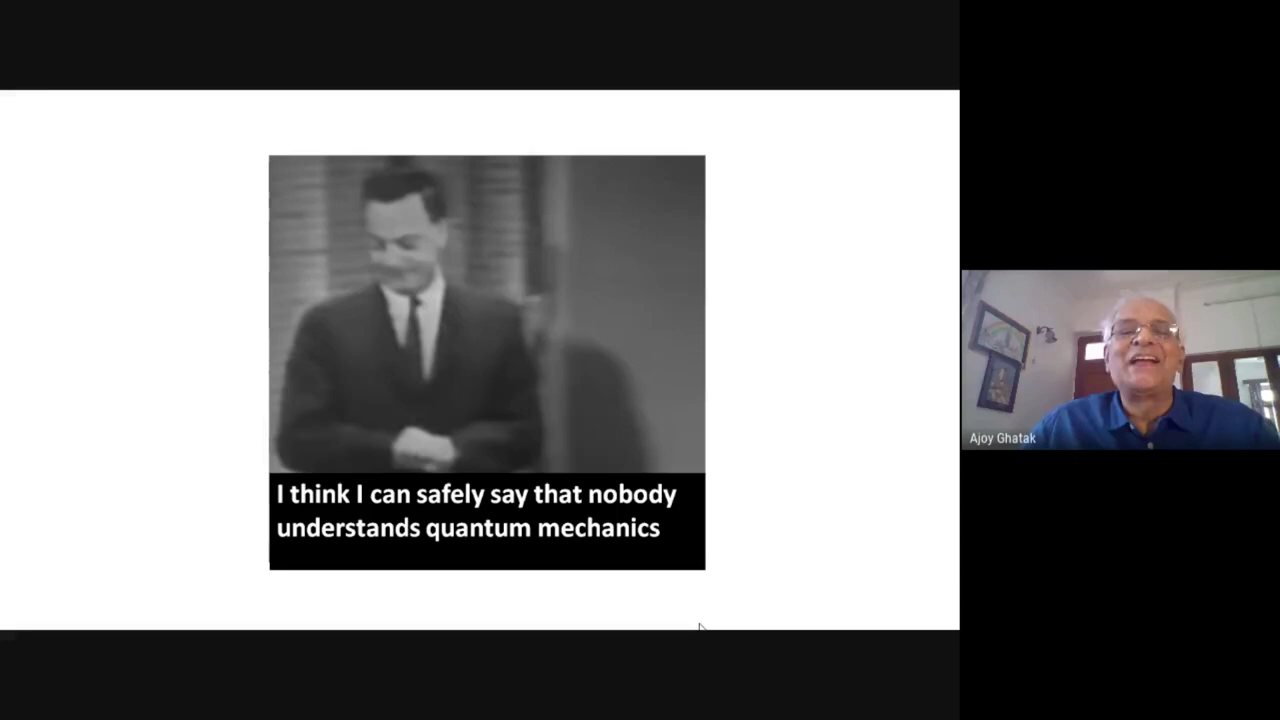 I think I can safely say that nobody
understands quantum mechanics
Ajoy Ghatak